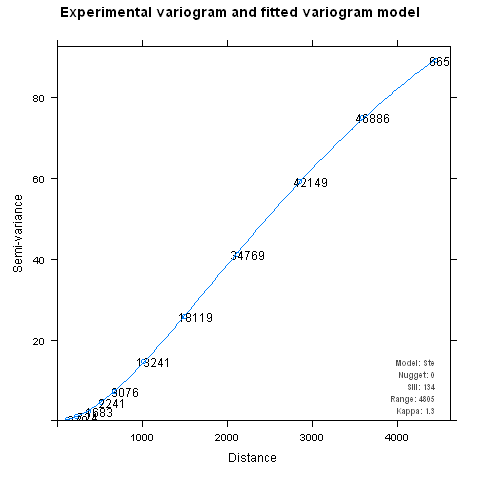 Experimental variogram and fitted variogram model
665
80
46886
60
42149
Semi-variance
40
34769
18119
20
13241
3076
2241
1683
Model: Ste
Nugget: 0
Sill: 134
Range: 4805
Kappa: 1.3
1000 2000 3000 4000
Distance